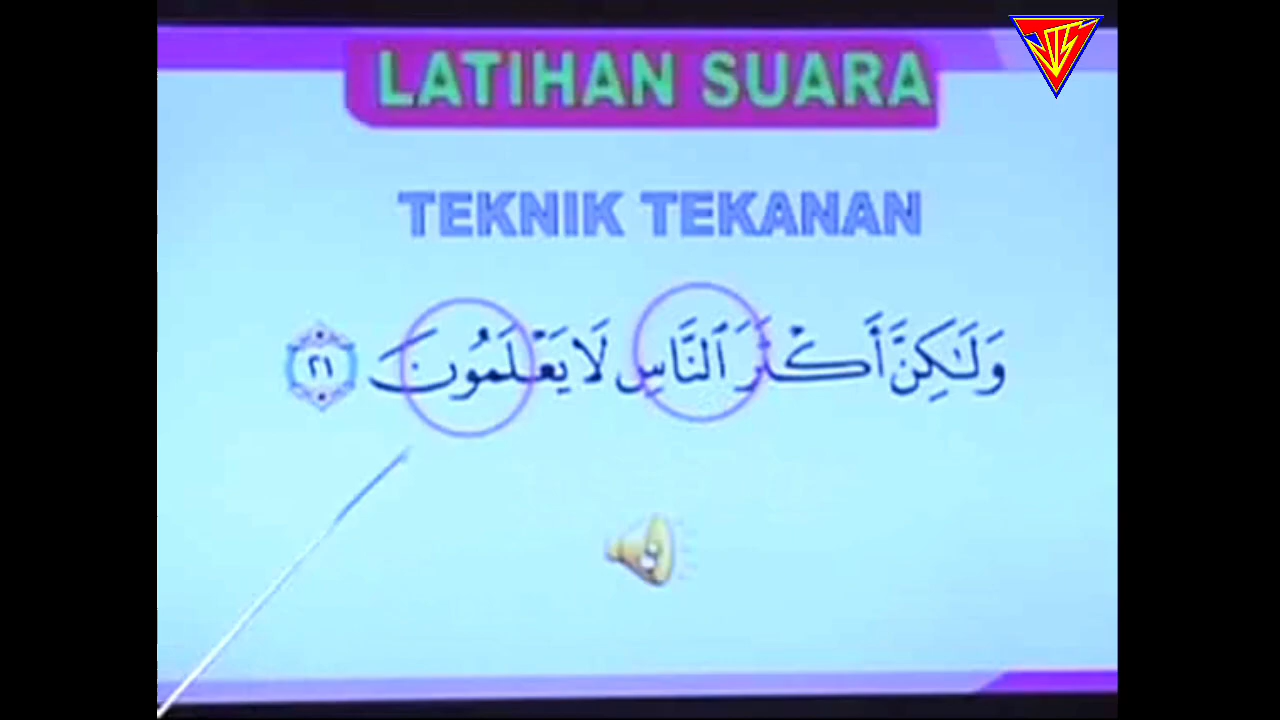 LATIHAN SUARA
TEKNIK TEKANAN
وَلَٰكِنَّ أَكْثَرَ ٱلنَّاسِ لَا يَعْلَمُونَ ٢١